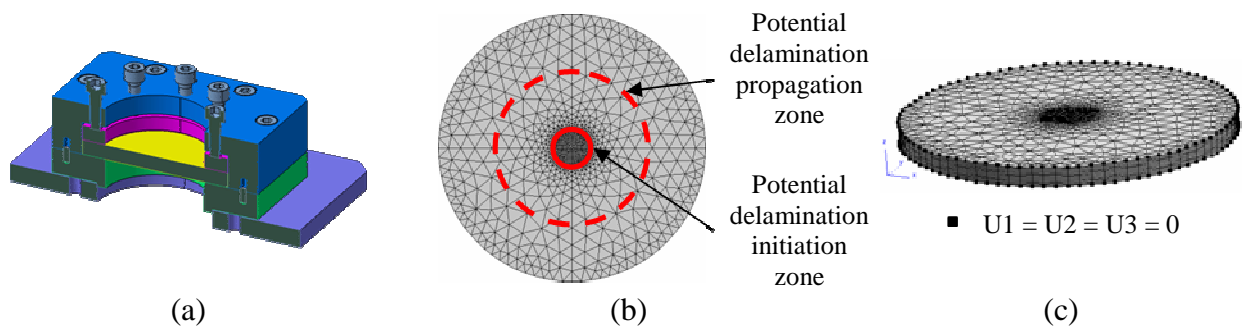 Potential
delamination
propagation
zone
Potential
delamination
initiation
zone
U1 = U2 = U3 = 0
(a)
(b)
(c)